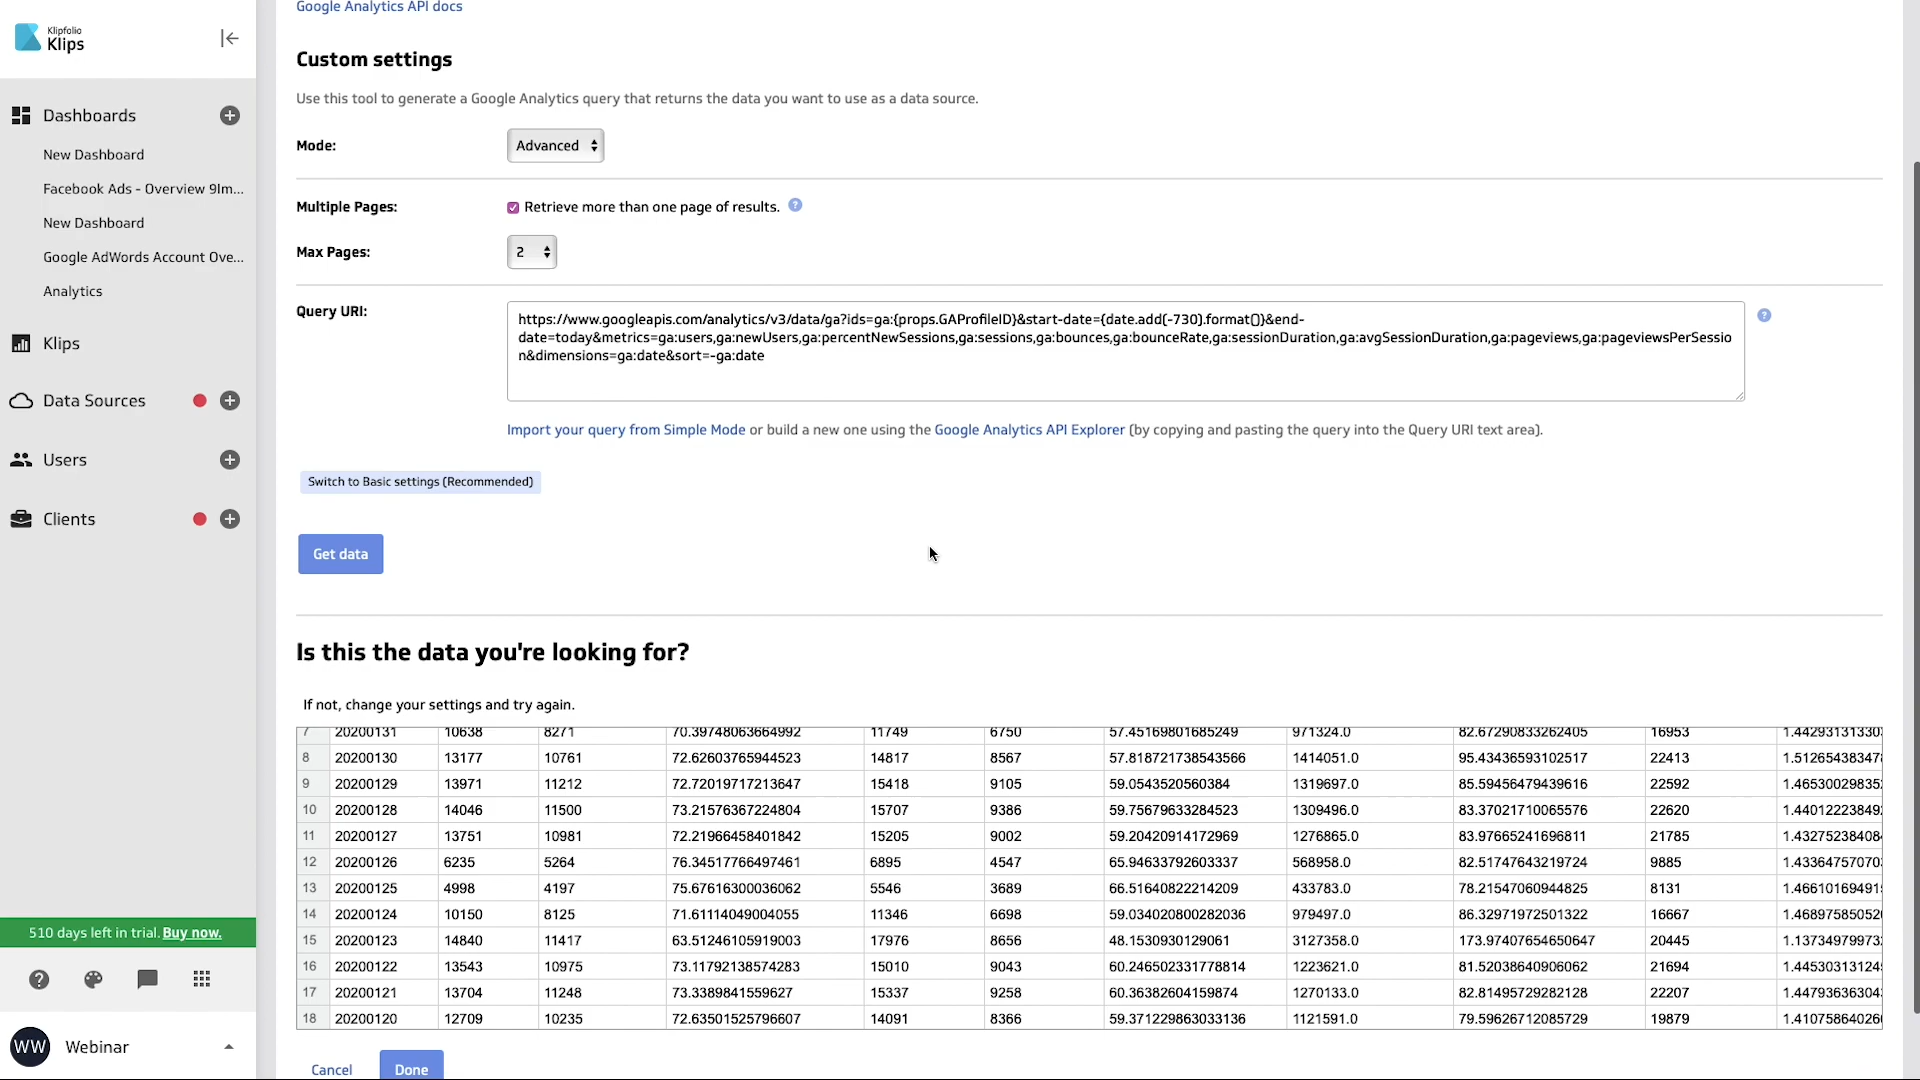 Klipfolio
Klips
Dashboards
New Dashboard
Facebook Ads - Overview 9Im...
New Dashboard
Google AdWords Account Ove...
Analytics
Klips
Data Sources
Users
Clients
510 days left in trial. Buy now.
WW Webinar
Google Analytics API docs
Custom settings
Use this tool to generate a Google Analytics query that returns the data you want to use as a data source.
Mode: Advanced
Multiple Pages: Retrieve more than one page of results. ?
Max Pages: 2
Query URI: ?
https://www.googleapis.com/analytics/v3/data/ga?ids=ga:{props.GAProfileID}&start-date={date.add(-730).format()}&end-
date=today&metrics=ga:users,ga:newUsers,ga:percentNewSessions,ga:sessions,ga:bounces,ga:bounceRate,ga:sessionDuration,ga:avgSessionDuration,ga:pageviews,ga:pageviewsPerSessio
n&dimensions=ga:date&sort=-ga:date
Import your query from Simple Mode or build a new one using the Google Analytics API Explorer (by copying and pasting the query into the Query URI text area).
Switch to Basic settings (Recommended)
Get data
Is this the data you're looking for?
If not, change your settings and try again.
7 20200131 10638 8271 70.39748063664992 11749 6750 57.45169801685249 971324.0 82.67290833262405 16953 1.442931313303
8 20200130 13177 10761 72.62603765944523 14817 8567 57.818721738543566 1414051.0 95.43436593102517 22413 1.51265438347
9 20200129 13971 11212 72.72019717213647 15418 9105 59.0543520560384 1319697.0 85.59456479439616 22592 1.46530029835
10 20200128 14046 11500 73.21576367224804 15707 9386 59.75679633284523 1309496.0 83.37021710065576 22620 1.44012223849
11 20200127 13751 10981 72.21966458401842 15205 9002 59.20420914172969 1276865.0 83.97665241696811 21785 1.43275238408
12 20200126 6235 5264 76.34517766497461 6895 4547 65.94633792603337 568958.0 82.51747643219724 9885 1.43364757070
13 20200125 4998 4197 75.67616300036062 5546 3689 66.51640822214209 433783.0 78.21547060944825 8131 1.46610169491
14 20200124 10150 8125 71.61114049004055 11346 6698 59.034020800282036 979497.0 86.32971972501322 16667 1.46897585052
15 20200123 14840 11417 63.51246105919003 17976 8656 48.1530930129061 3127358.0 173.97407654650647 20445 1.13734979973
16 20200122 13543 10975 73.11792138574283 15010 9043 60.246502331778814 1223621.0 81.52038640906062 21694 1.44530313124
17 20200121 13704 11248 73.3389841559627 15337 9258 60.36382604159874 1270133.0 82.81495729282128 22207 1.44793636304
18 20200120 12709 10235 72.63501525796607 14091 8366 59.371229863033136 1121591.0 79.59626712085729 19879 1.41075864026
Cancel Done